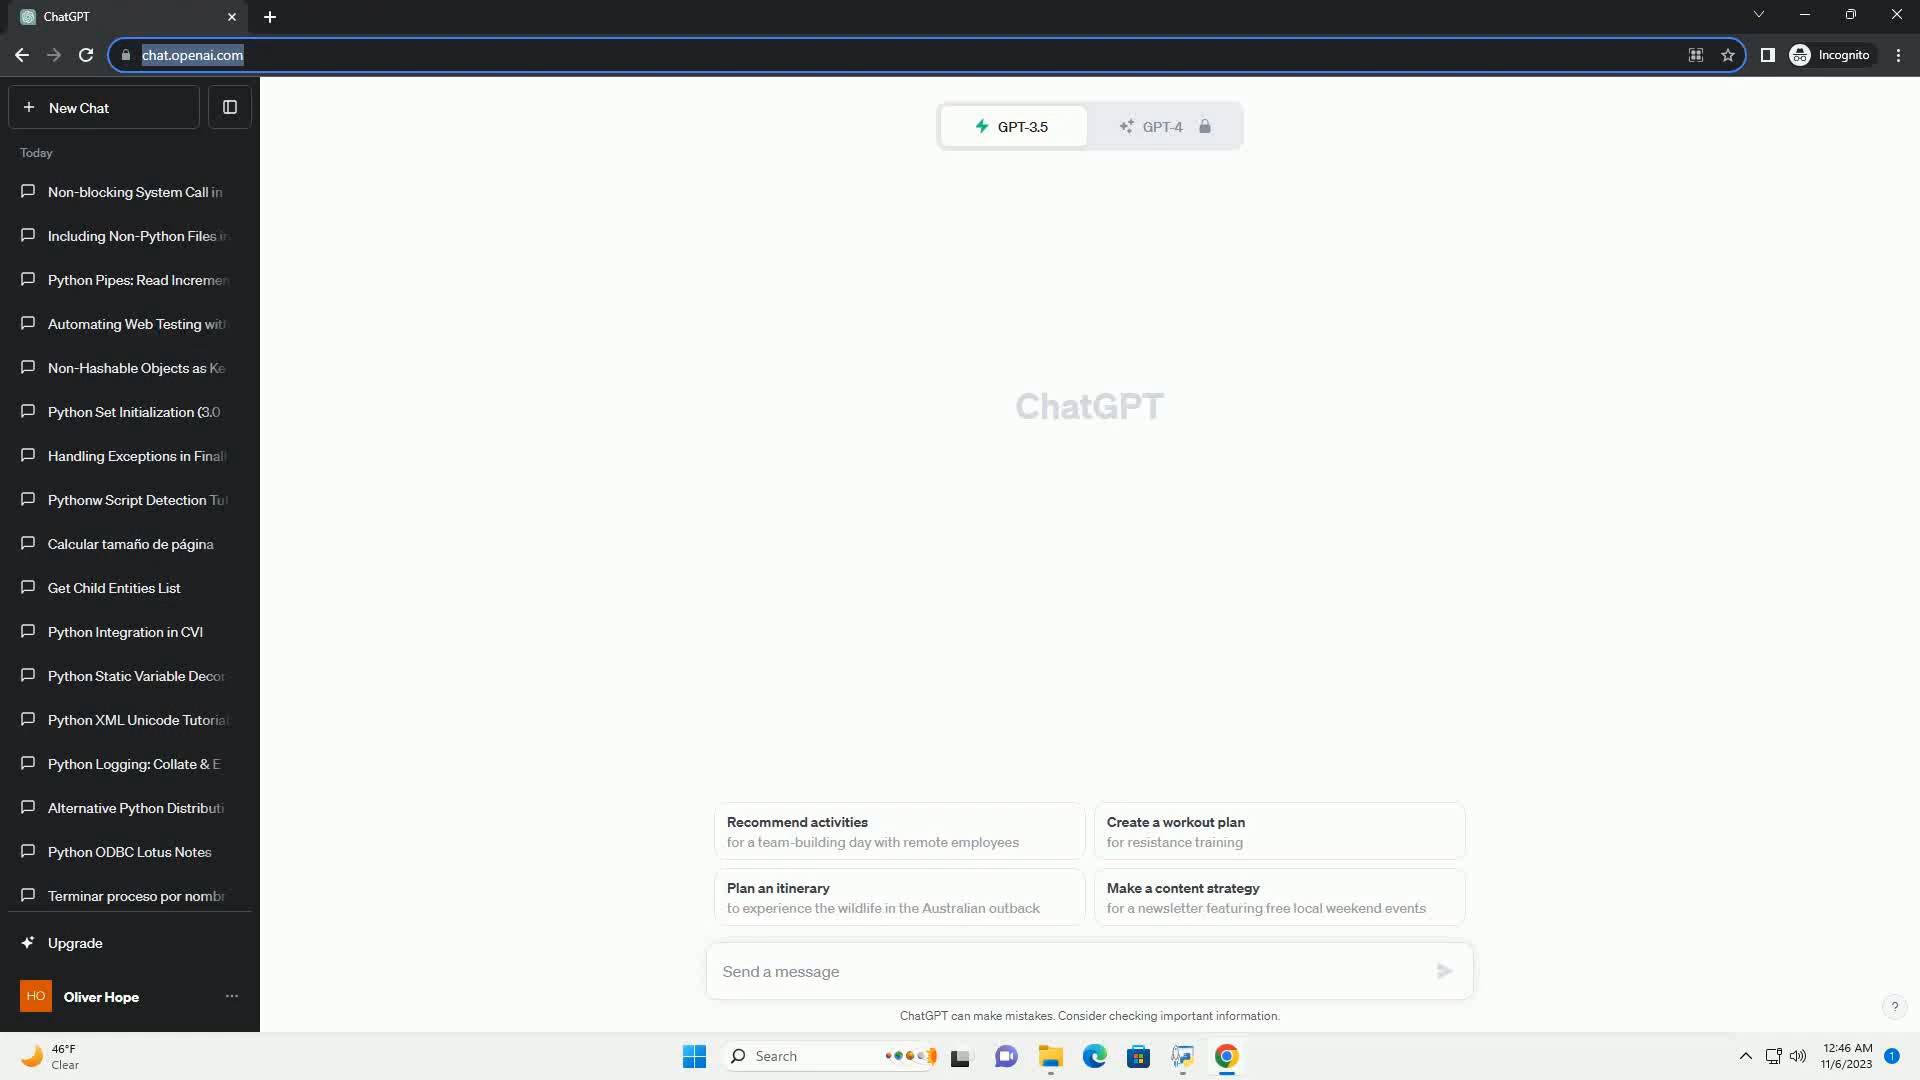 ChatGPT
chat.openai.com
Incognito
New Chat
Today
Non-blocking System Call in
Including Non-Python Files in
Python Pipes: Read Incremen
Automating Web Testing with
Non-Hashable Objects as Ke
Python Set Initialization (3.0
Handling Exceptions in Finall
Pythonw Script Detection Tut
Calcular tamaño de página
Get Child Entities List
Python Integration in CVI
Python Static Variable Decor
Python XML Unicode Tutorial
Python Logging: Collate & E
Alternative Python Distributi
Python ODBC Lotus Notes
Terminar proceso por nombr
Upgrade
HO
Oliver Hope
GPT-3.5
GPT-4
ChatGPT
Recommend activities
for a team-building day with remote employees
Create a workout plan
for resistance training
Plan an itinerary
to experience the wildlife in the Australian outback
Make a content strategy
for a newsletter featuring free local weekend events
Send a message
ChatGPT can make mistakes. Consider checking important information.
?
46°F
Clear
Search
12:46 AM
11/6/2023
1